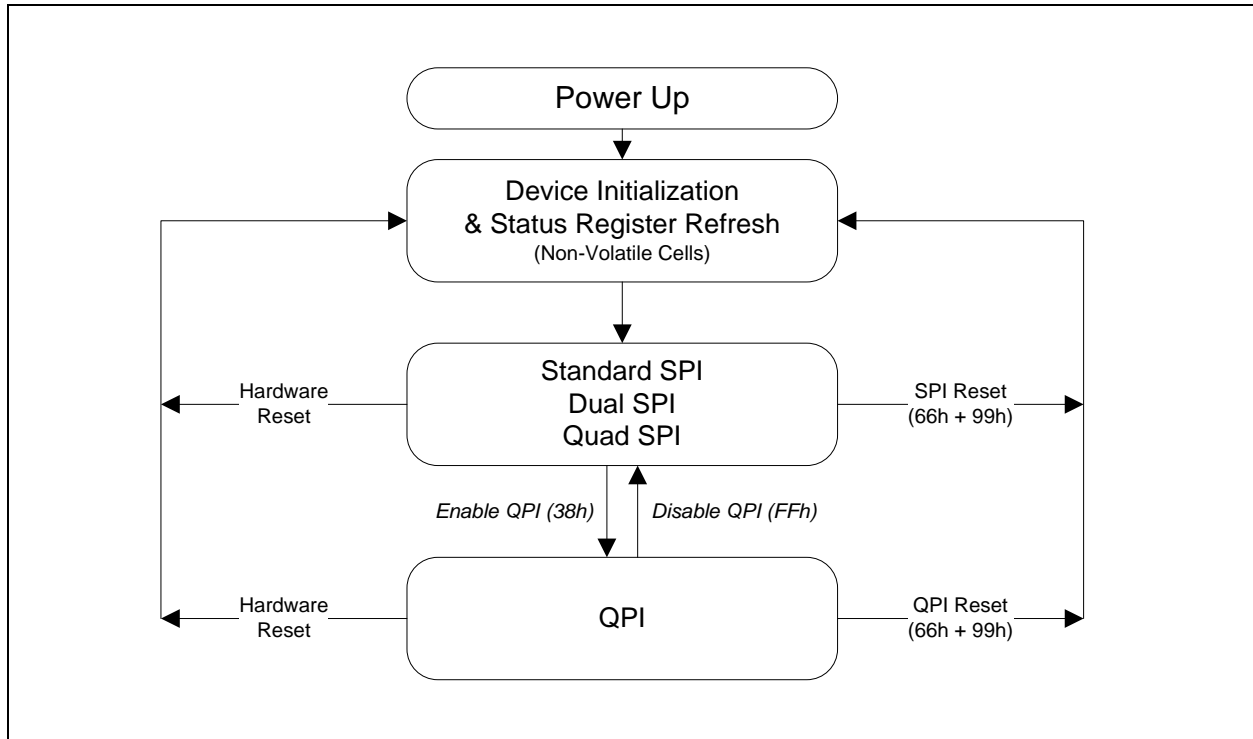 Power Up
Device Initialization
& Status Register Refresh
(Non-Volatile Cells)
Standard SPI
Dual SPI
Quad SPI
Hardware
Reset
SPI Reset
(66h + 99h)
Enable QPI (38h)
Disable QPI (FFh)
QPI
Hardware
Reset
QPI Reset
(66h + 99h)